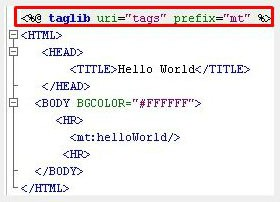 <%@ taglib uri="tags" prefix="mt" %>
<HTML>
<HEAD>
<TITLE>Hello World</TITLE>
</HEAD>
<BODY BGCOLOR="#FFFFFF">
<HR>
<mt:helloWorld/>
<HR>
</BODY>
</HTML>